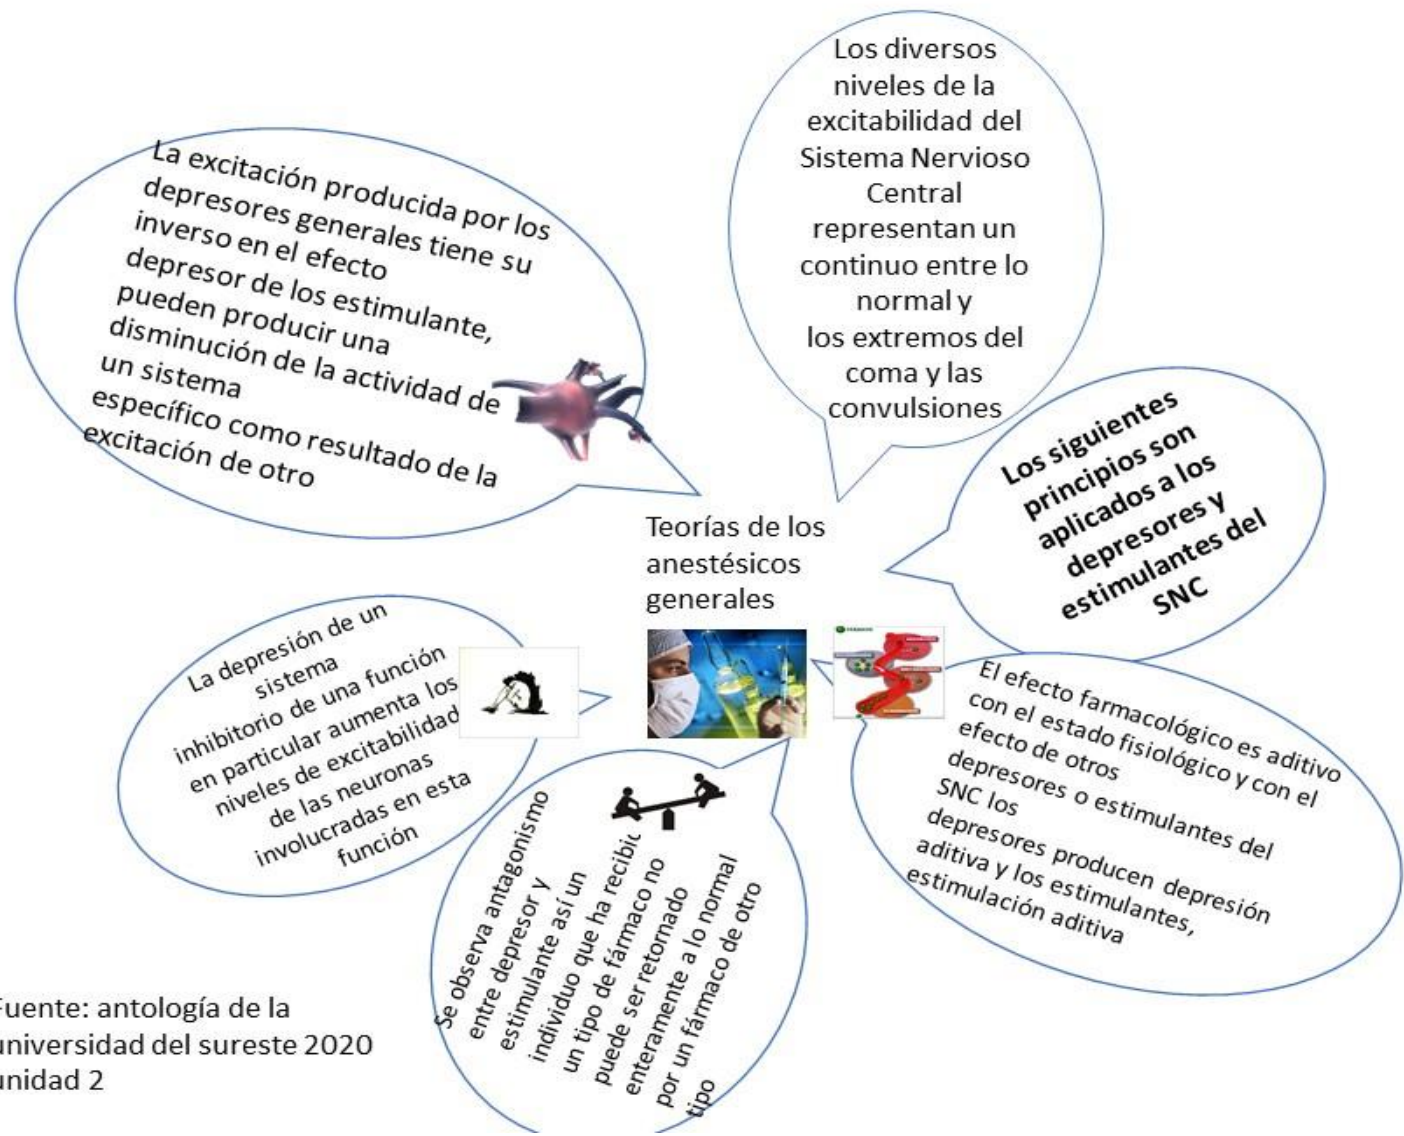 Los diversos
niveles de la
excitabilidad del
Sistema Nervioso
Central
representan un
continuo entre lo
normal y
los extremos del
coma y las
convulsiones
La excitación producida por los
depresores generales tiene su
inverso en el efecto
depresor de los estimulante,
pueden producir una
disminución de la actividad de
un sistema
específico como resultado de la
excitación de otro
Los siguientes
principios son
aplicados a los
depresores y
estimulantes del
SNC
Teorías de los
anestésicos
generales
La depresión de un
sistema
inhibitorio de una función
en particular aumenta los
niveles de excitabilidad
de las neuronas
involucradas en esta
función
El efecto farmacológico es aditivo
con el estado fisiológico y con el
efecto de otros
depresores o estimulantes del
SNC los
depresores producen depresión
aditiva y los estimulantes,
estimulación aditiva
Se observa antagonismo
entre depresor y
estimulante así un
individuo que ha recibi
un tipo de fármaco no
puede ser retornado
enteramente a lo normal
por un fármaco de otro
tipo
Fuente: antología de la
universidad del sureste 2020
unidad 2